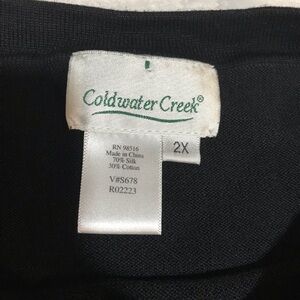 Coldwater Creek®
RN 98516
Made in China
70% Silk
30% Cotton
V#S678
R02223
2X